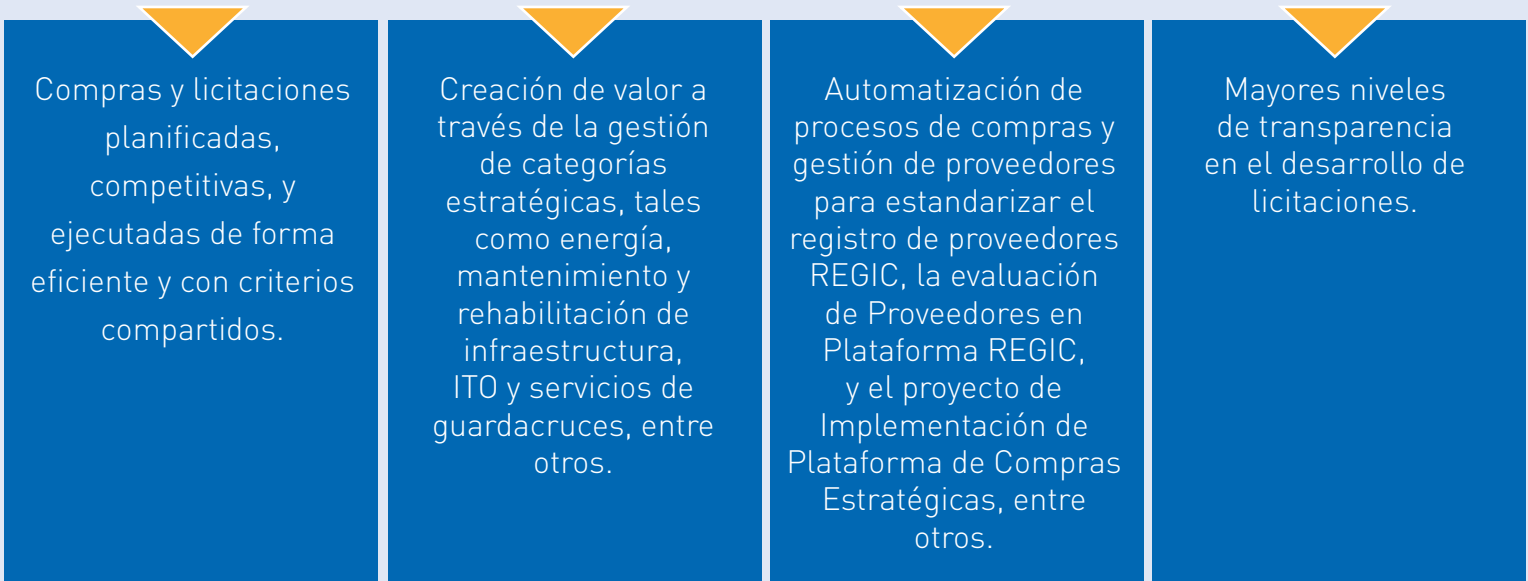 Compras y licitaciones
planificadas,
competitivas, y
ejecutadas de forma
eficiente y con criterios
compartidos.
Creación de valor a
través de la gestión
de categorías
estratégicas, tales
como energía,
mantenimiento y
rehabilitación de
infraestructura,
ITO y servicios de
guardacruces, entre
otros.
Automatización de
procesos de compras y
gestión de proveedores
para estandarizar el
registro de proveedores
REGIC, la evaluación
de Proveedores en
Plataforma REGIC,
y el proyecto de
Implementación de
Plataforma de Compras
Estratégicas, entre
otros.
Mayores niveles
de transparencia
en el desarrollo de
licitaciones.